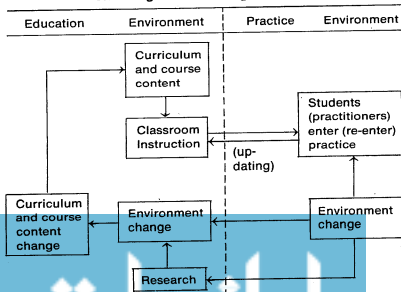 Education Environment Practice Environment
Curriculum
and course
content
Classroom
Instruction
(up-
dating)
Students
(practitioners)
enter (re-enter)
practice
Curriculum
and course
content
change
Environment
change
Environment
change
Research